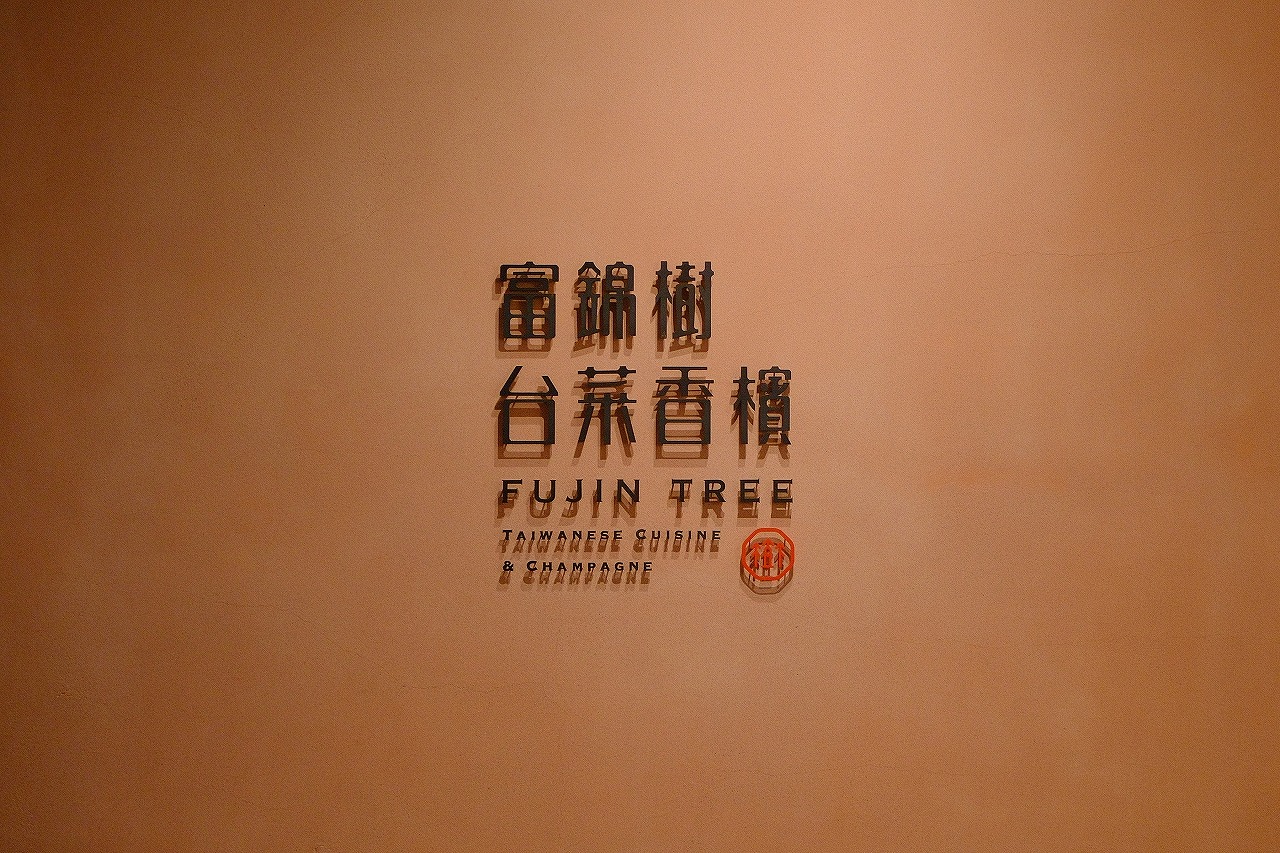 富錦樹
台菜香檳
FUJIN TREE
TAIWANESE CUISINE
& CHAMPAGNE